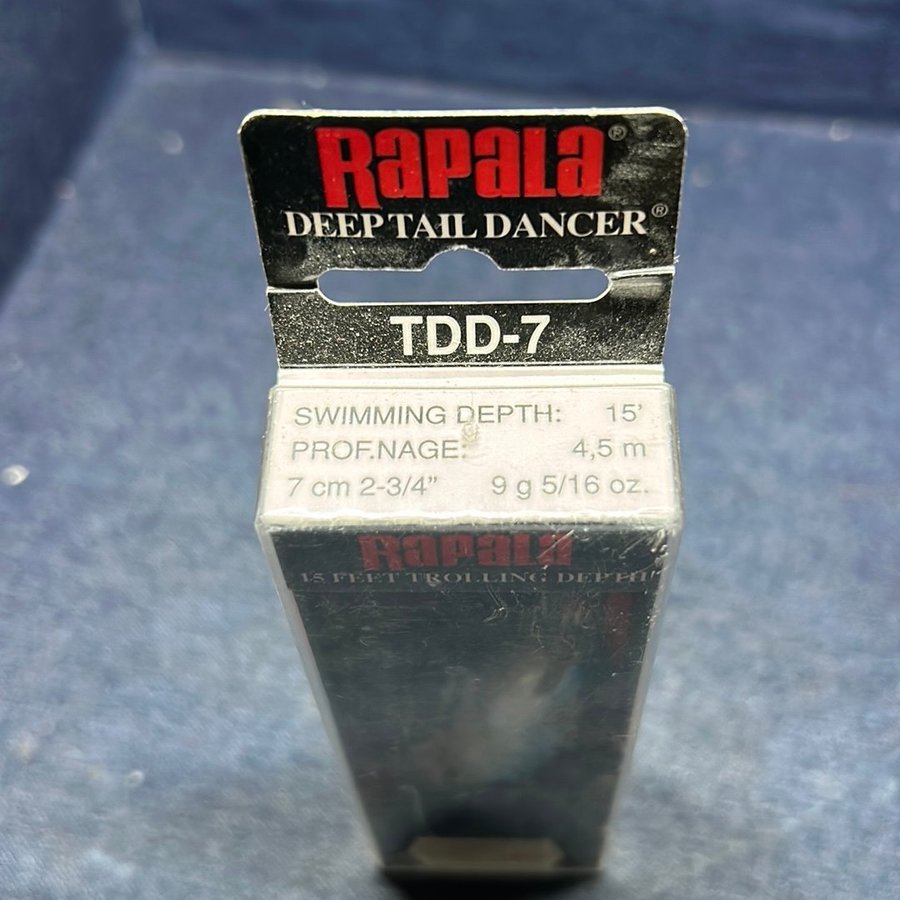 RAPALA®
DEEP TAIL DANCER®
TDD-7
SWIMMING DEPTH: 15'
PROF.NAGE: 4,5 m
7 cm 2-3/4" 9 g 5/16 oz.
RAPALA
15 FEET TROLLING DEPTH